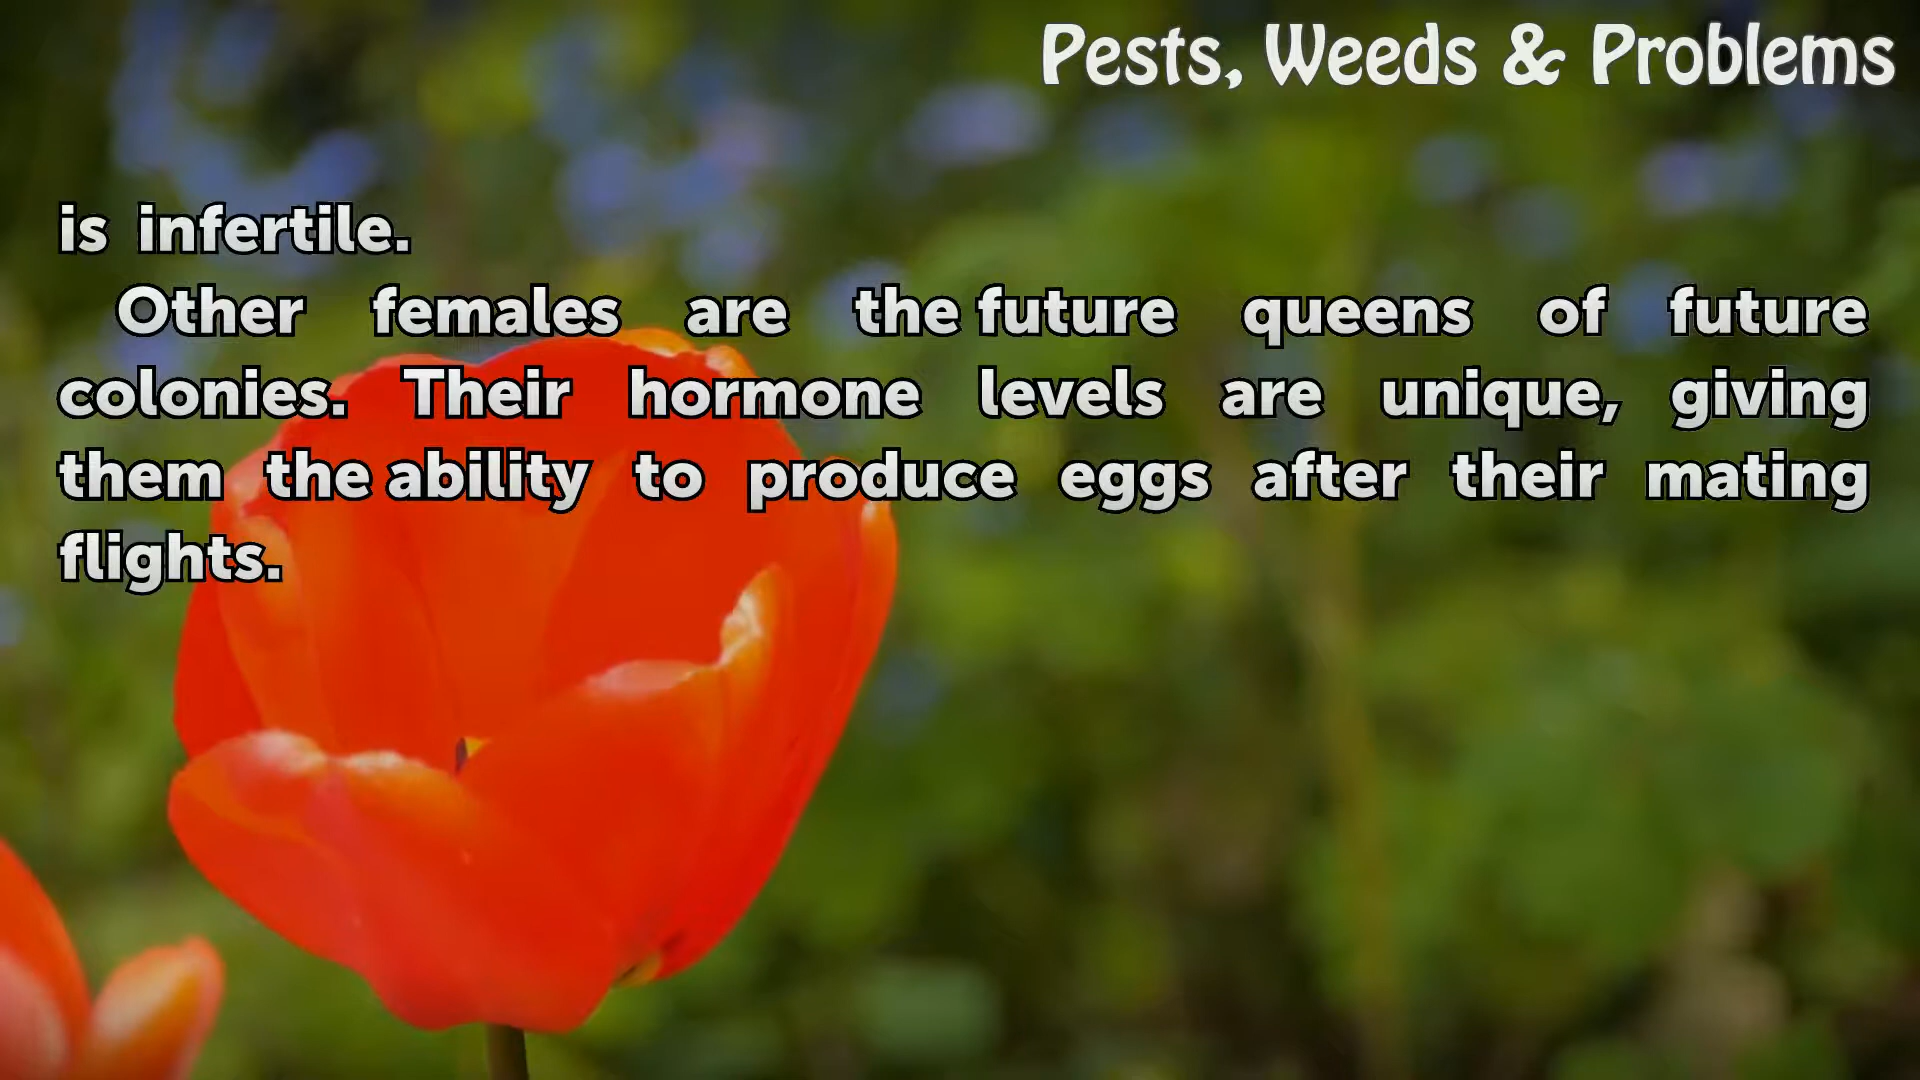 Pests, Weeds & Problems
is infertile.
Other females are the future queens of future
colonies. Their hormone levels are unique, giving
them the ability to produce eggs after their mating
flights.